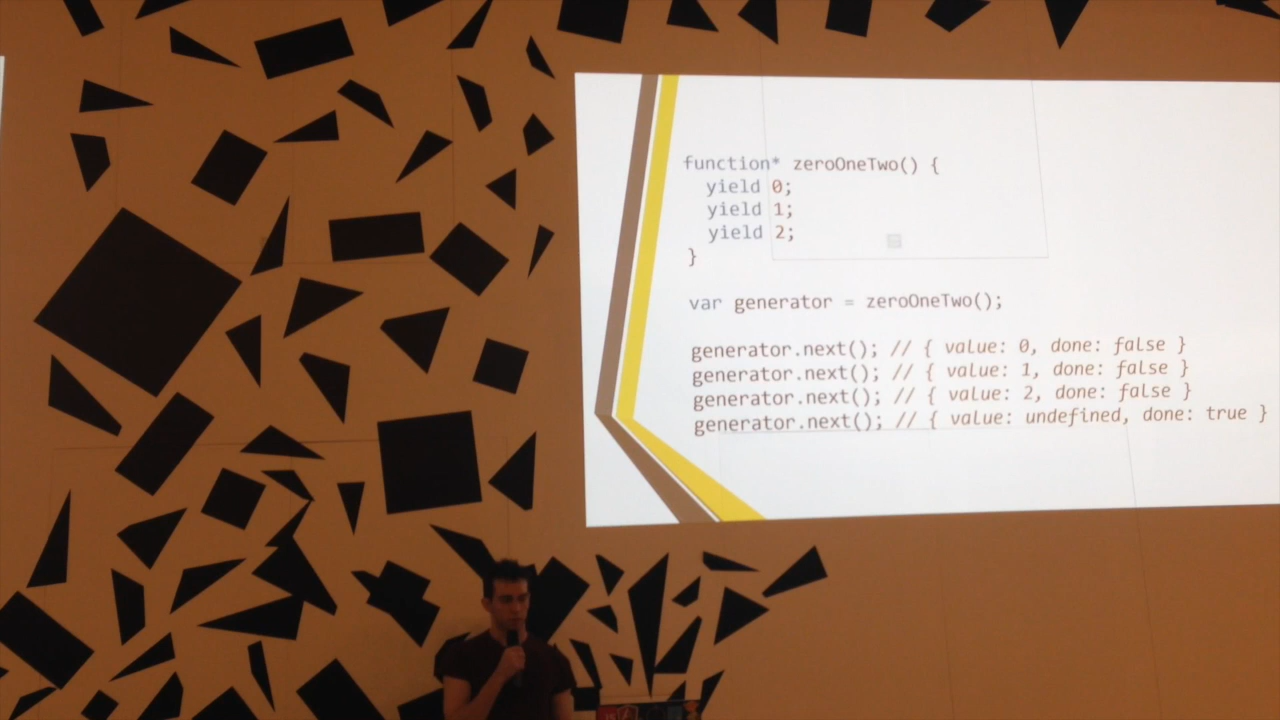 function* zeroOneTwo() {
yield 0;
yield 1;
yield 2;
}
var generator = zeroOneTwo();
generator.next(); // { value: 0, done: false }
generator.next(); // { value: 1, done: false }
generator.next(); // { value: 2, done: false }
generator.next(); // { value: undefined, done: true }